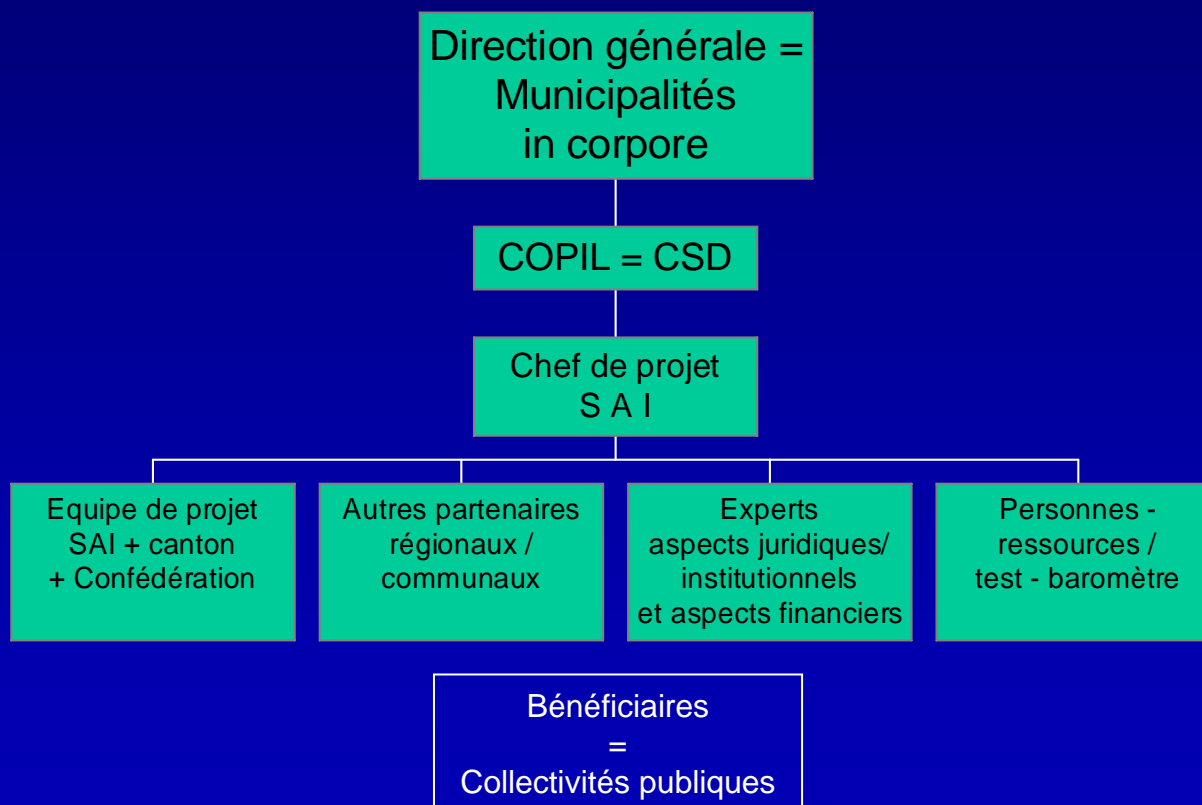 Direction générale =
Municipalités
in corpore
COPIL = CSD
Chef de projet
S A I
Equipe de projet
SAI + canton
+ Confédération
Autres partenaires
régionaux /
communaux
Experts
aspects juridiques/
institutionnels
et aspects financiers
Personnes -
ressources /
test - baromètre
Bénéficiaires
=
Collectivités publiques